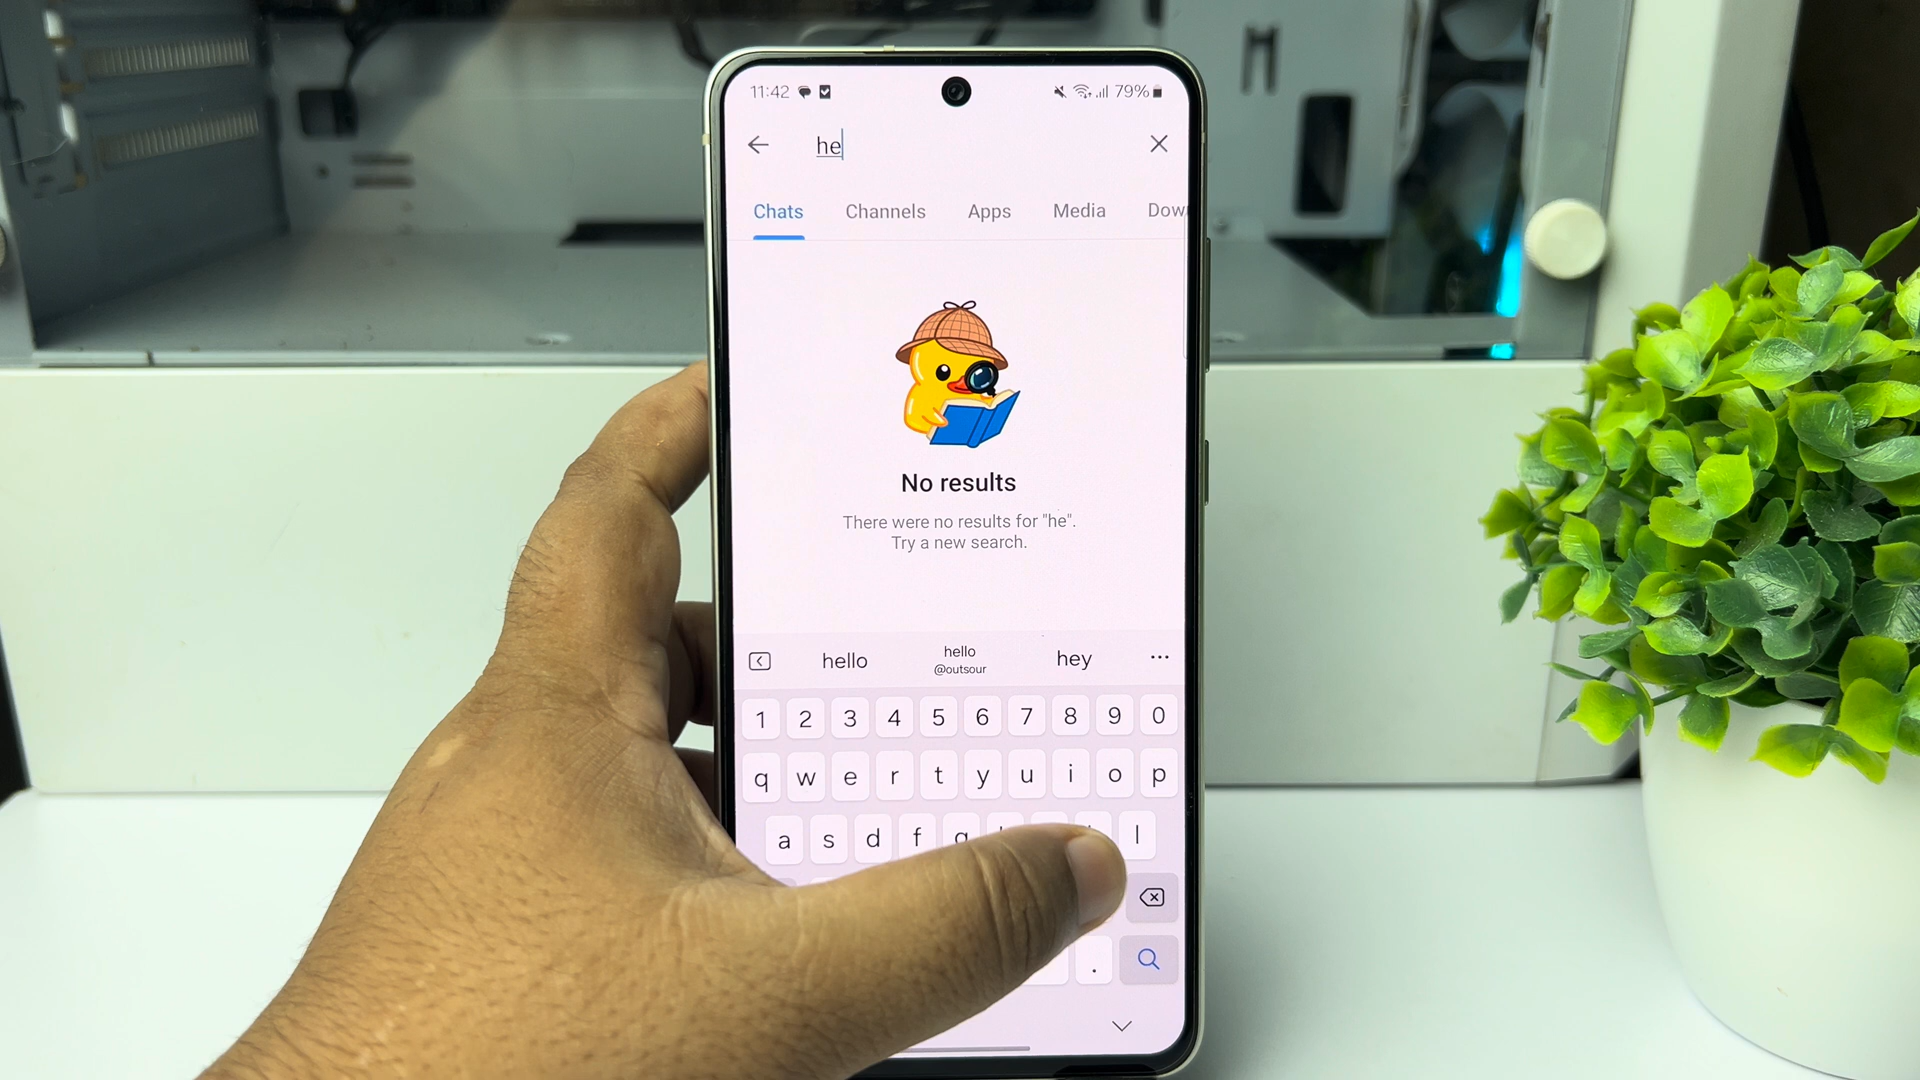 11:42 79%
he
Chats Channels Apps Media Dow
No results
There were no results for "he".
Try a new search.
hello hello hey
@outsour
1 2 3 4 5 6 7 8 9 0
q w e r t y u i o p
a s d f g l
.